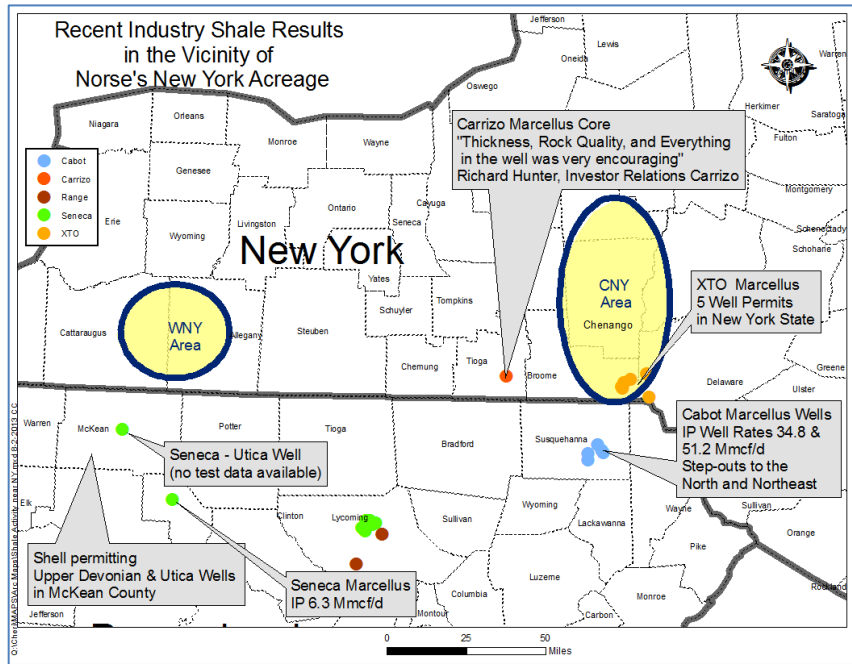 Recent Industry Shale Results
in the Vicinity of
Norse's New York Acreage
Jefferson
Lewis
Oneida
Warren
Oswego
Herkimer
Saratoga
Fulton
Montgomery
Schenectady
Schoharie
Niagara
Orleans
Monroe
Wayne
Genesee
Ontario
Cayuga
Seneca
Erie
Wyoming
Livingston
Yates
New York
Cabot
Carrizo
Range
Seneca
XTO
Carrizo Marcellus Core
"Thickness, Rock Quality, and Everything
in the well was very encouraging"
Richard Hunter, Investor Relations Carrizo
CNY
Area
Chenango
XTO Marcellus
5 Well Permits
in New York State
WNY
Area
Cattaraugus
Allegany
Steuben
Schuyler
Tompkins
Chemung
Tioga
Broome
Delaware
Greene
Ulster
Warren
McKean
Potter
Tioga
Bradford
Susquehanna
Cabot Marcellus Wells
IP Well Rates 34.8 &
51.2 Mmcf/d
Step-outs to the
North and Northeast
Seneca - Utica Well
(no test data available)
Elk
Clinton
Lycoming
Sullivan
Wyoming
Lackawanna
Wayne
Sullivan
Orange
Pike
Rockland
Shell permitting
Upper Devonian & Utica Wells
in McKean County
Seneca Marcellus
IP 6.3 Mmcf/d
Columbia
Luzerne
Montour
Carbon
Monroe
Jefferson
0 25 50
Miles